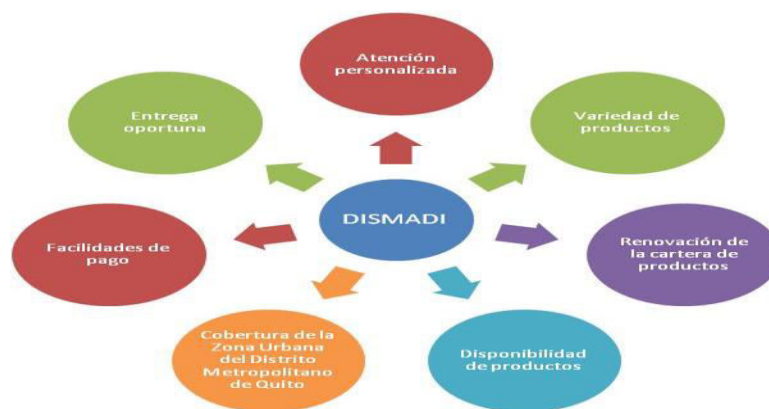 Atención
personalizada
Entrega
oportuna
Variedad de
productos
DISMADI
Facilidades de
pago
Renovación de
la cartera de
productos
Cobertura de la
Zona Urbana
del Distrito
Metropolitano
de Quito
Disponibilidad
de productos